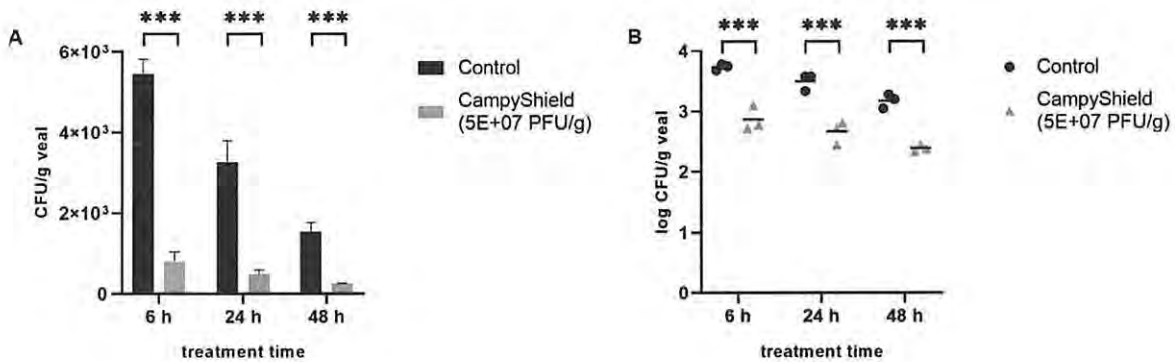 A
*** *** ***
6×10³
4×10³
2×10³
0
CFU/g veal
6 h 24 h 48 h
treatment time
Control
CampyShield
(5E+07 PFU/g)
B
*** *** ***
4
3
2
1
0
log CFU/g veal
6 h 24 h 48 h
treatment time
Control
CampyShield
(5E+07 PFU/g)